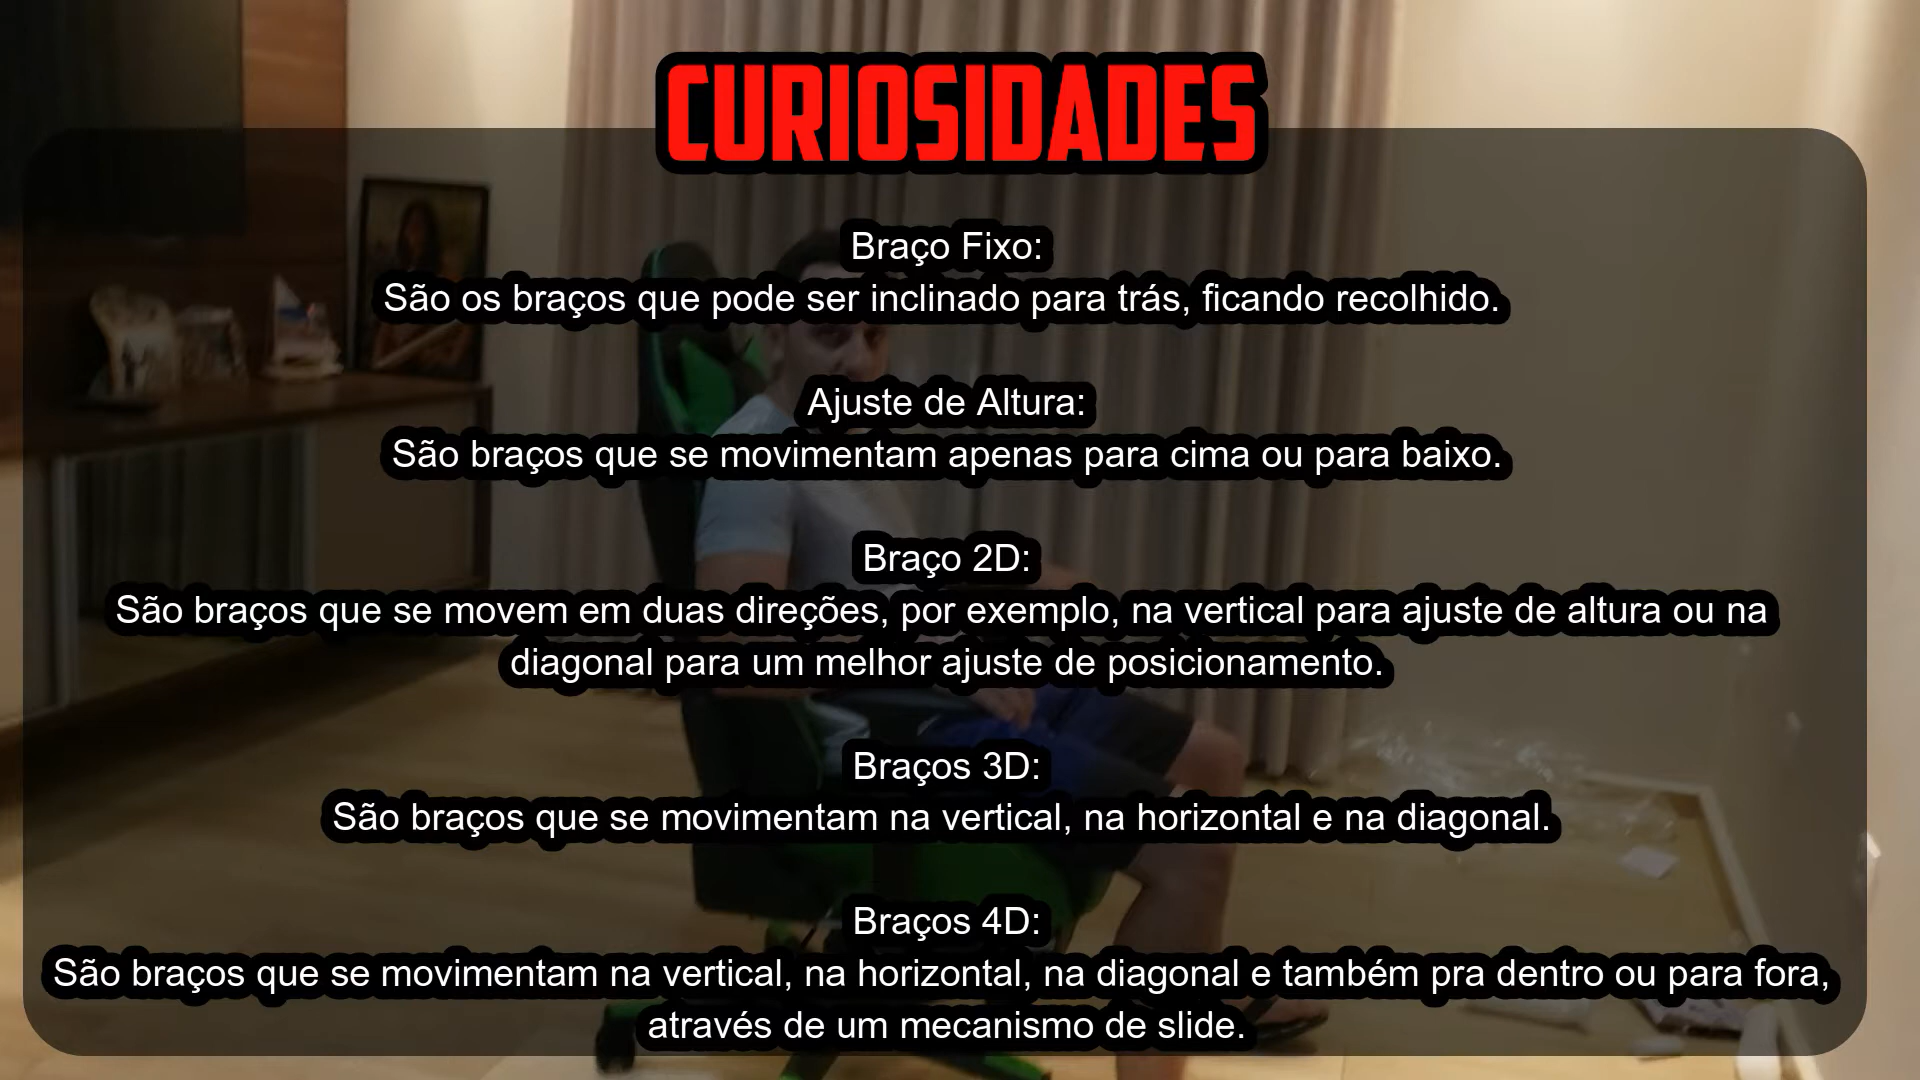 CURIOSIDADES
Braço Fixo:
São os braços que pode ser inclinado para trás, ficando recolhido.
Ajuste de Altura:
São braços que se movimentam apenas para cima ou para baixo.
Braço 2D:
São braços que se movem em duas direções, por exemplo, na vertical para ajuste de altura ou na
diagonal para um melhor ajuste de posicionamento.
Braços 3D:
São braços que se movimentam na vertical, na horizontal e na diagonal.
Braços 4D:
São braços que se movimentam na vertical, na horizontal, na diagonal e também pra dentro ou para fora,
através de um mecanismo de slide.